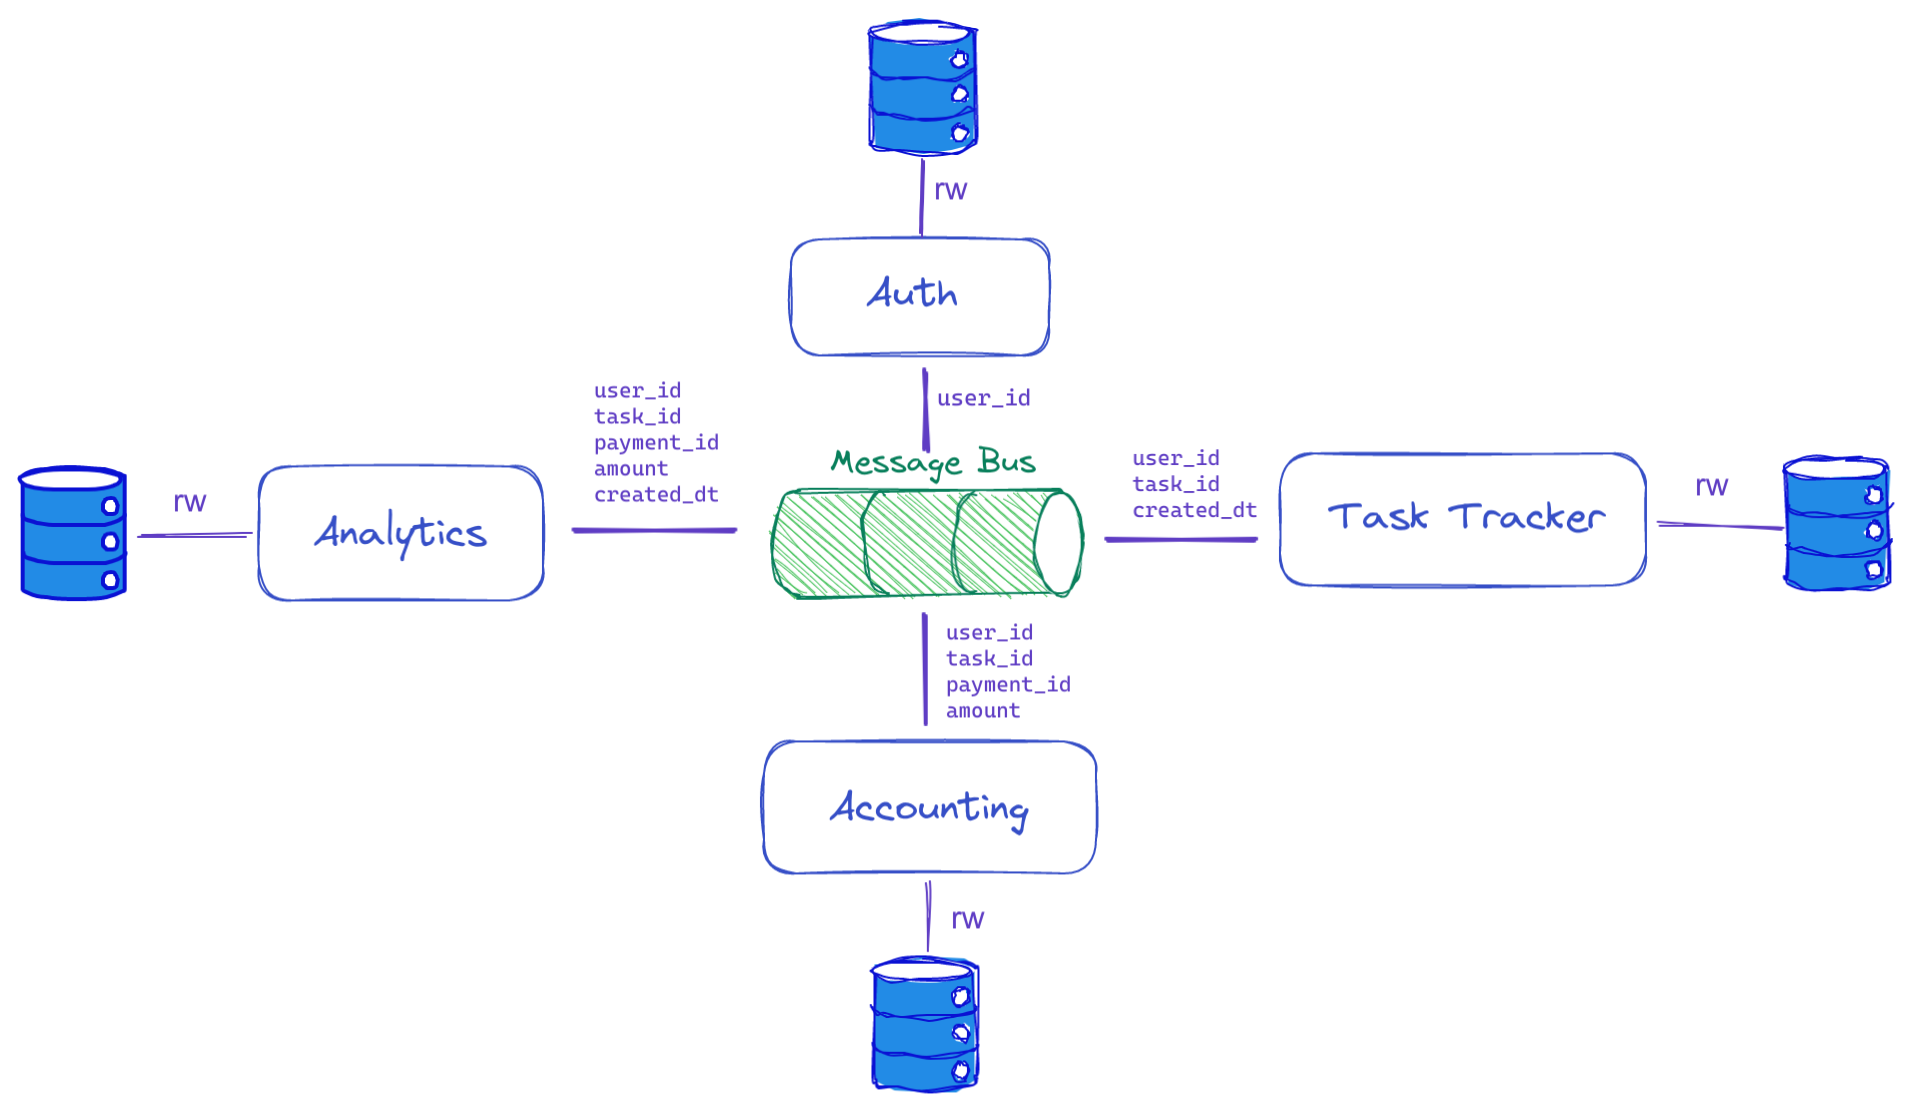 rw
Auth
user_id
user_id
task_id
payment_id
amount
created_dt
Message Bus
user_id
task_id
created_dt
rw
Analytics
Task Tracker
rw
user_id
task_id
payment_id
amount
Accounting
rw